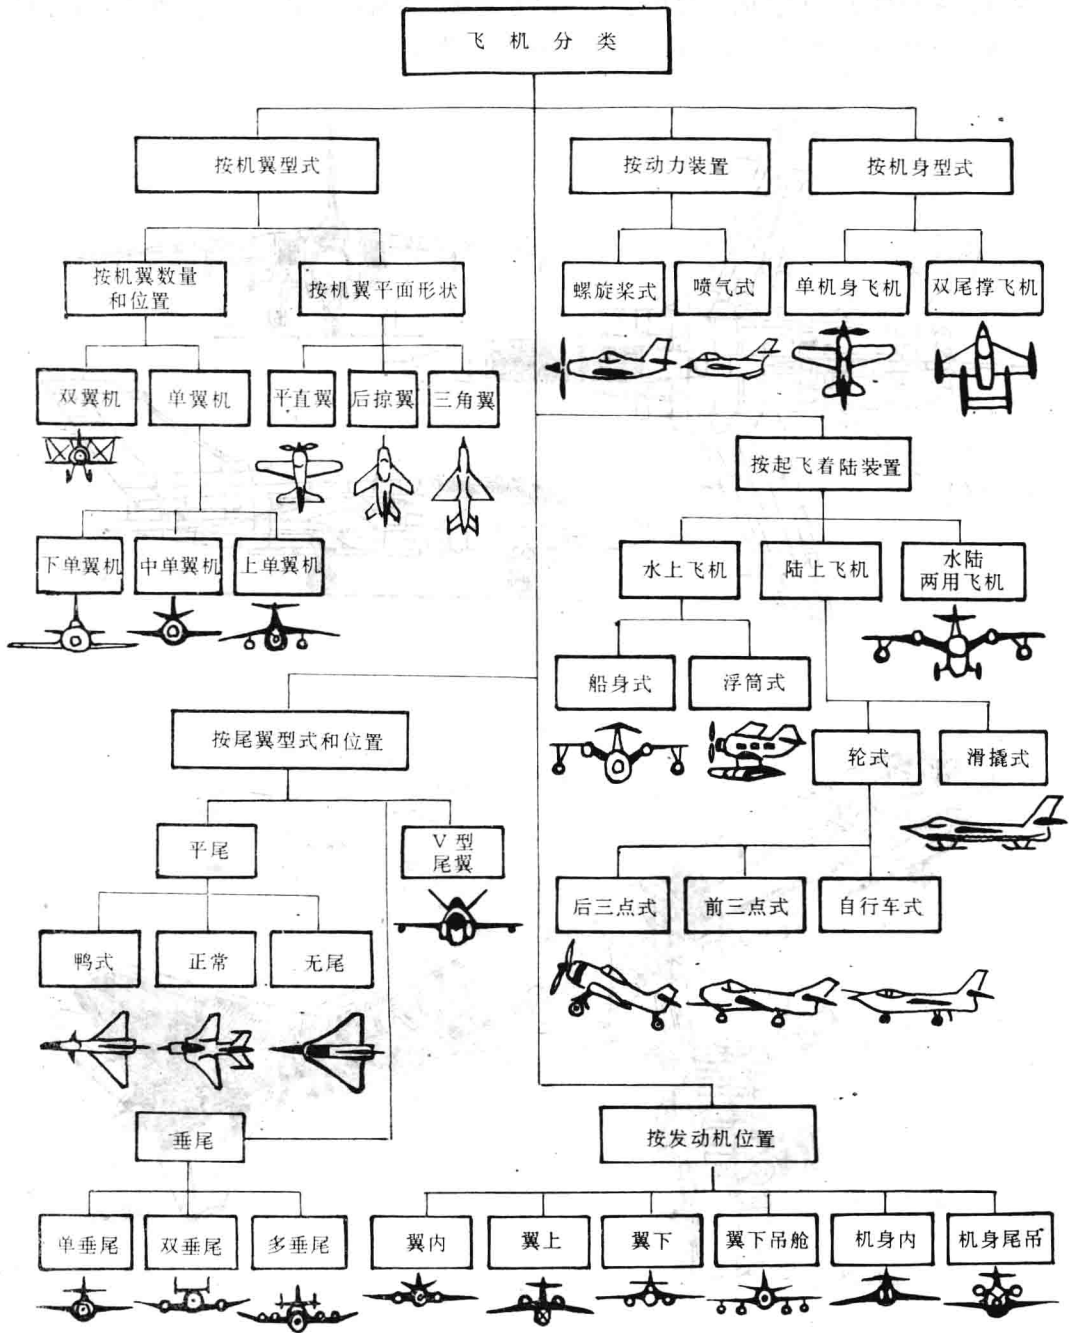 飞机分类
按机翼型式
按动力装置
按机身型式
按机翼数量
和位置
按机翼平面形状
螺旋桨式
喷气式
单机身飞机
双尾撑飞机
双翼机
单翼机
平直翼
后掠翼
三角翼
按起飞着陆装置
下单翼机
中单翼机
上单翼机
水上飞机
陆上飞机
水陆
两用飞机
船身式
浮筒式
按尾翼型式和位置
轮式
滑撬式
平尾
V型
尾翼
后三点式
前三点式
自行车式
鸭式
正常
无尾
垂尾
按发动机位置
单垂尾
双垂尾
多垂尾
翼内
翼上
翼下
翼下吊舱
机身内
机身尾吊